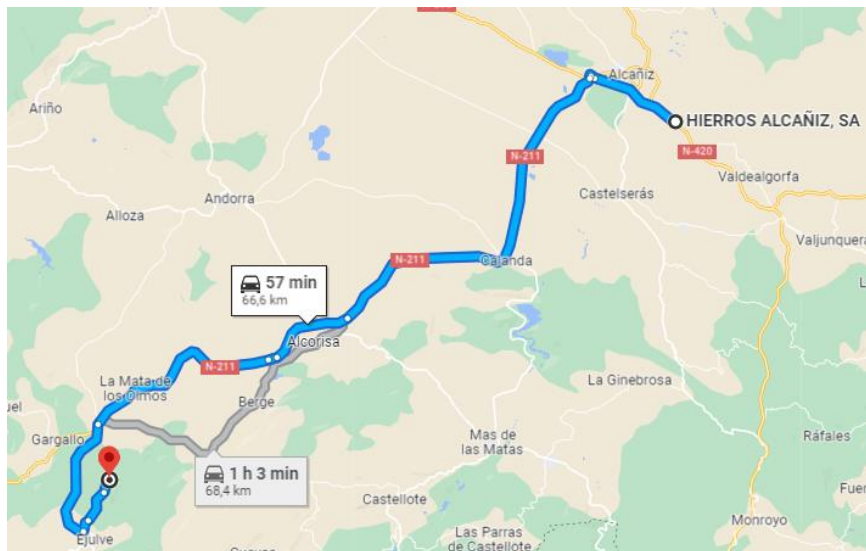 Alcañiz
HIERROS ALCAÑIZ, SA
Ariño
N-211
N-420
Valdealgorfa
Andorra
Castelserás
Alloza
Valjunquera
N-211
Calanda
57 min
66,6 km
Alcorisa
N-211
La Mata de
los Olmos
La Ginebrosa
Berge
Gargallo
Mas de
las Matas
Ráfales
1 h 3 min
68,4 km
Castellote
Monroyo
Ejulve
Las Parras
de Castellote